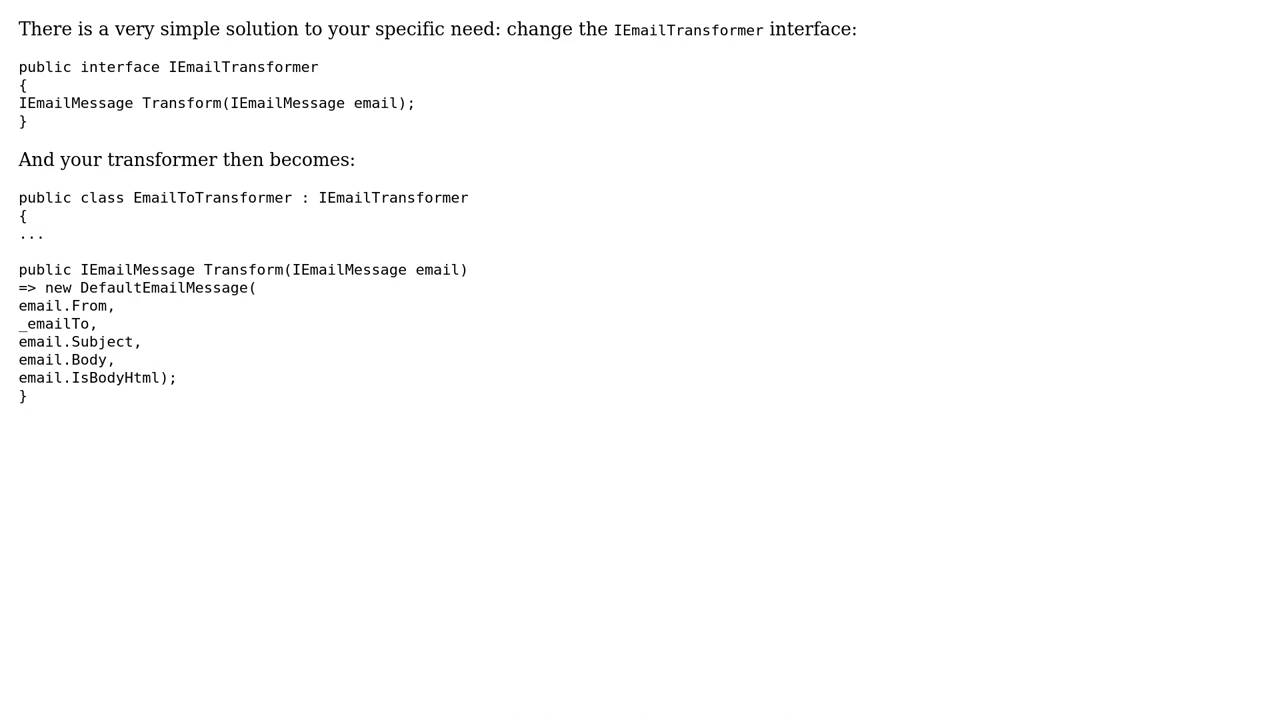 There is a very simple solution to your specific need: change the IEmailTransformer interface:
public interface IEmailTransformer
{
IEmailMessage Transform(IEmailMessage email);
}
And your transformer then becomes:
public class EmailToTransformer : IEmailTransformer
{
...
public IEmailMessage Transform(IEmailMessage email)
=> new DefaultEmailMessage(
email.From,
_emailTo,
email.Subject,
email.Body,
email.IsBodyHtml);
}